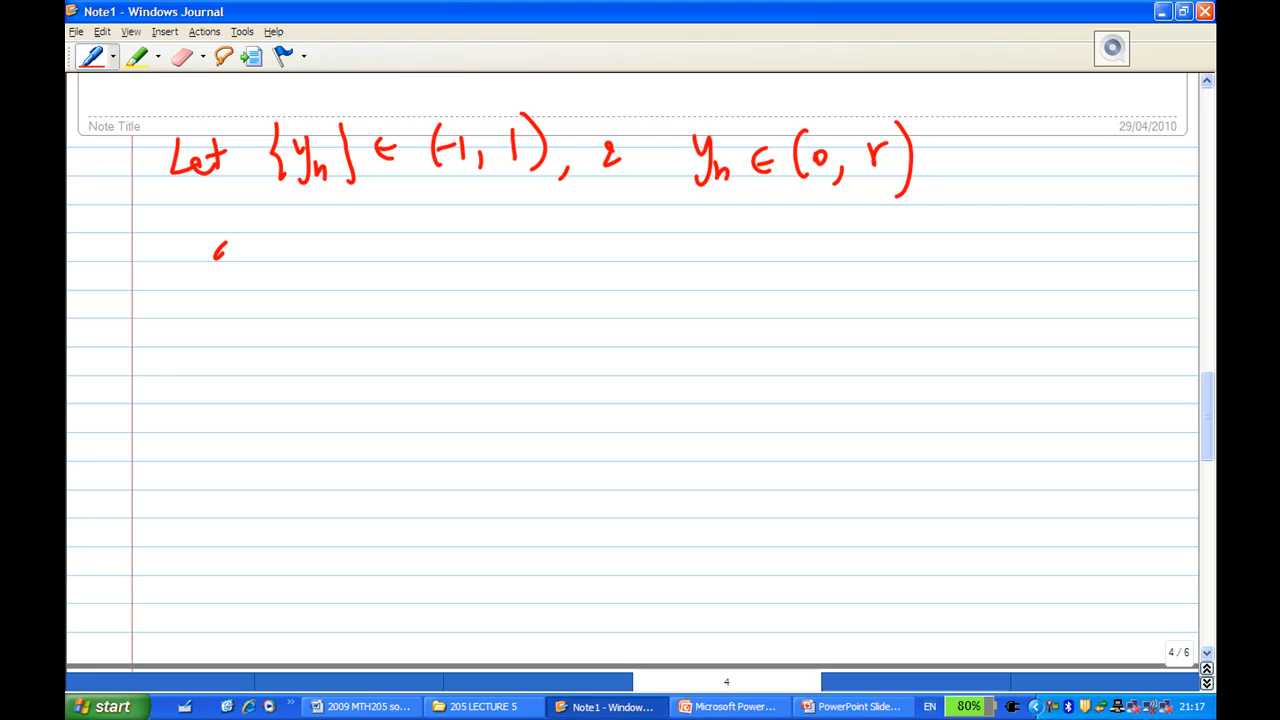 Note1 - Windows Journal
File Edit View Insert Actions Tools Help
Note Title 29/04/2010
Let {yn} ∈ (-1, 1), & yn ∈ (0, r)
4 / 6
4
start 2009 MTH205 so... 205 LECTURE 5 Note1 - Window... Microsoft Power... PowerPoint Slide... EN 80% 21:17